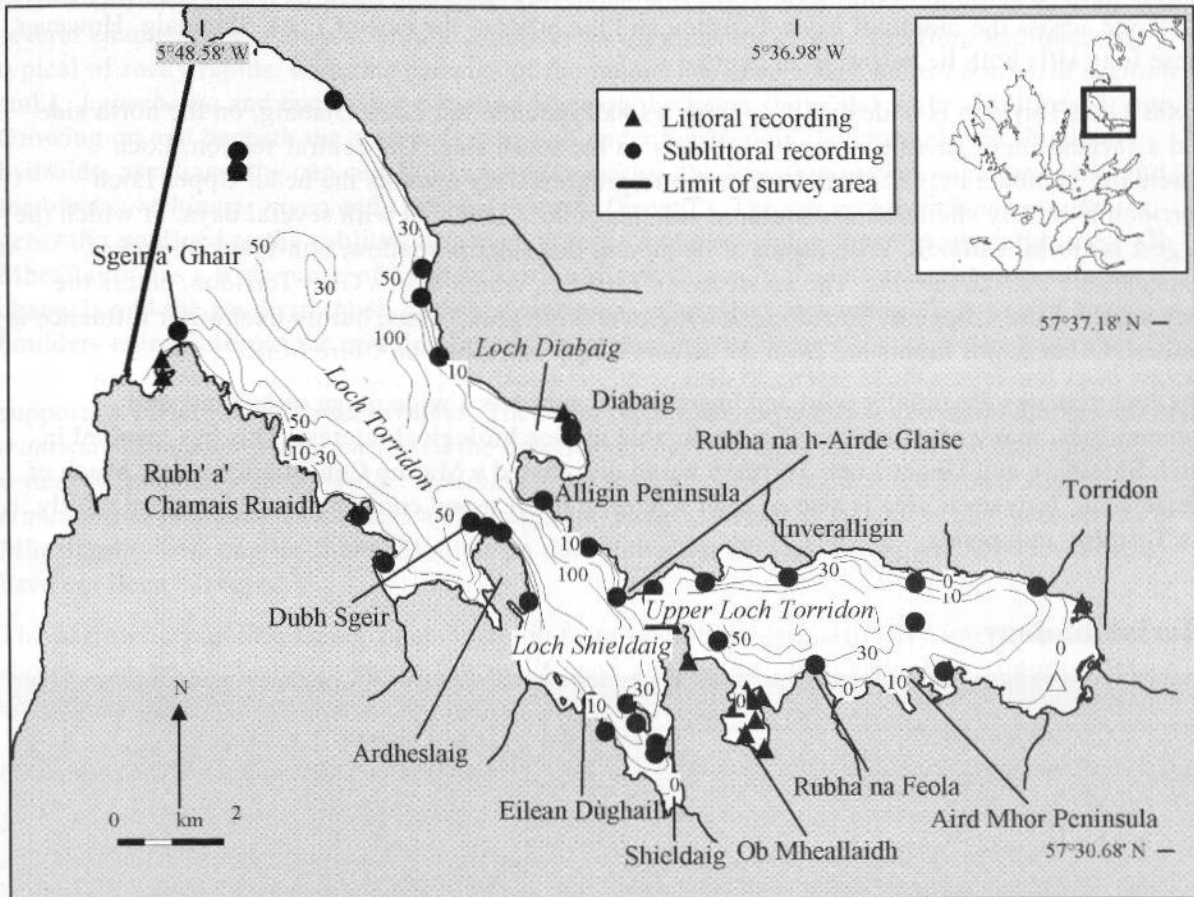 5°48.58' W
5°36.98' W
Littoral recording
Sublittoral recording
Limit of survey area
50
30
Sgeir a' Ghair
30
50
30
57°37.18' N
100
Loch Diabaig
10
Loch Torridon
Diabaig
50
10
30
Rubha na h-Airde Glaise
Rubh' a'
Chamais Ruaidh
50
Alligin Peninsula
Torridon
Inveralligin
10
100
30
0
10
Dubh Sgeir
Upper Loch Torridon
Loch Shieldaig
50
30
0
10
0
10
30
0
N
Ardheslaig
0
km
2
0
Rubha na Feola
Eilean Dùghaill
Aird Mhor Peninsula
Shieldaig
Ob Mheallaidh
57°30.68' N